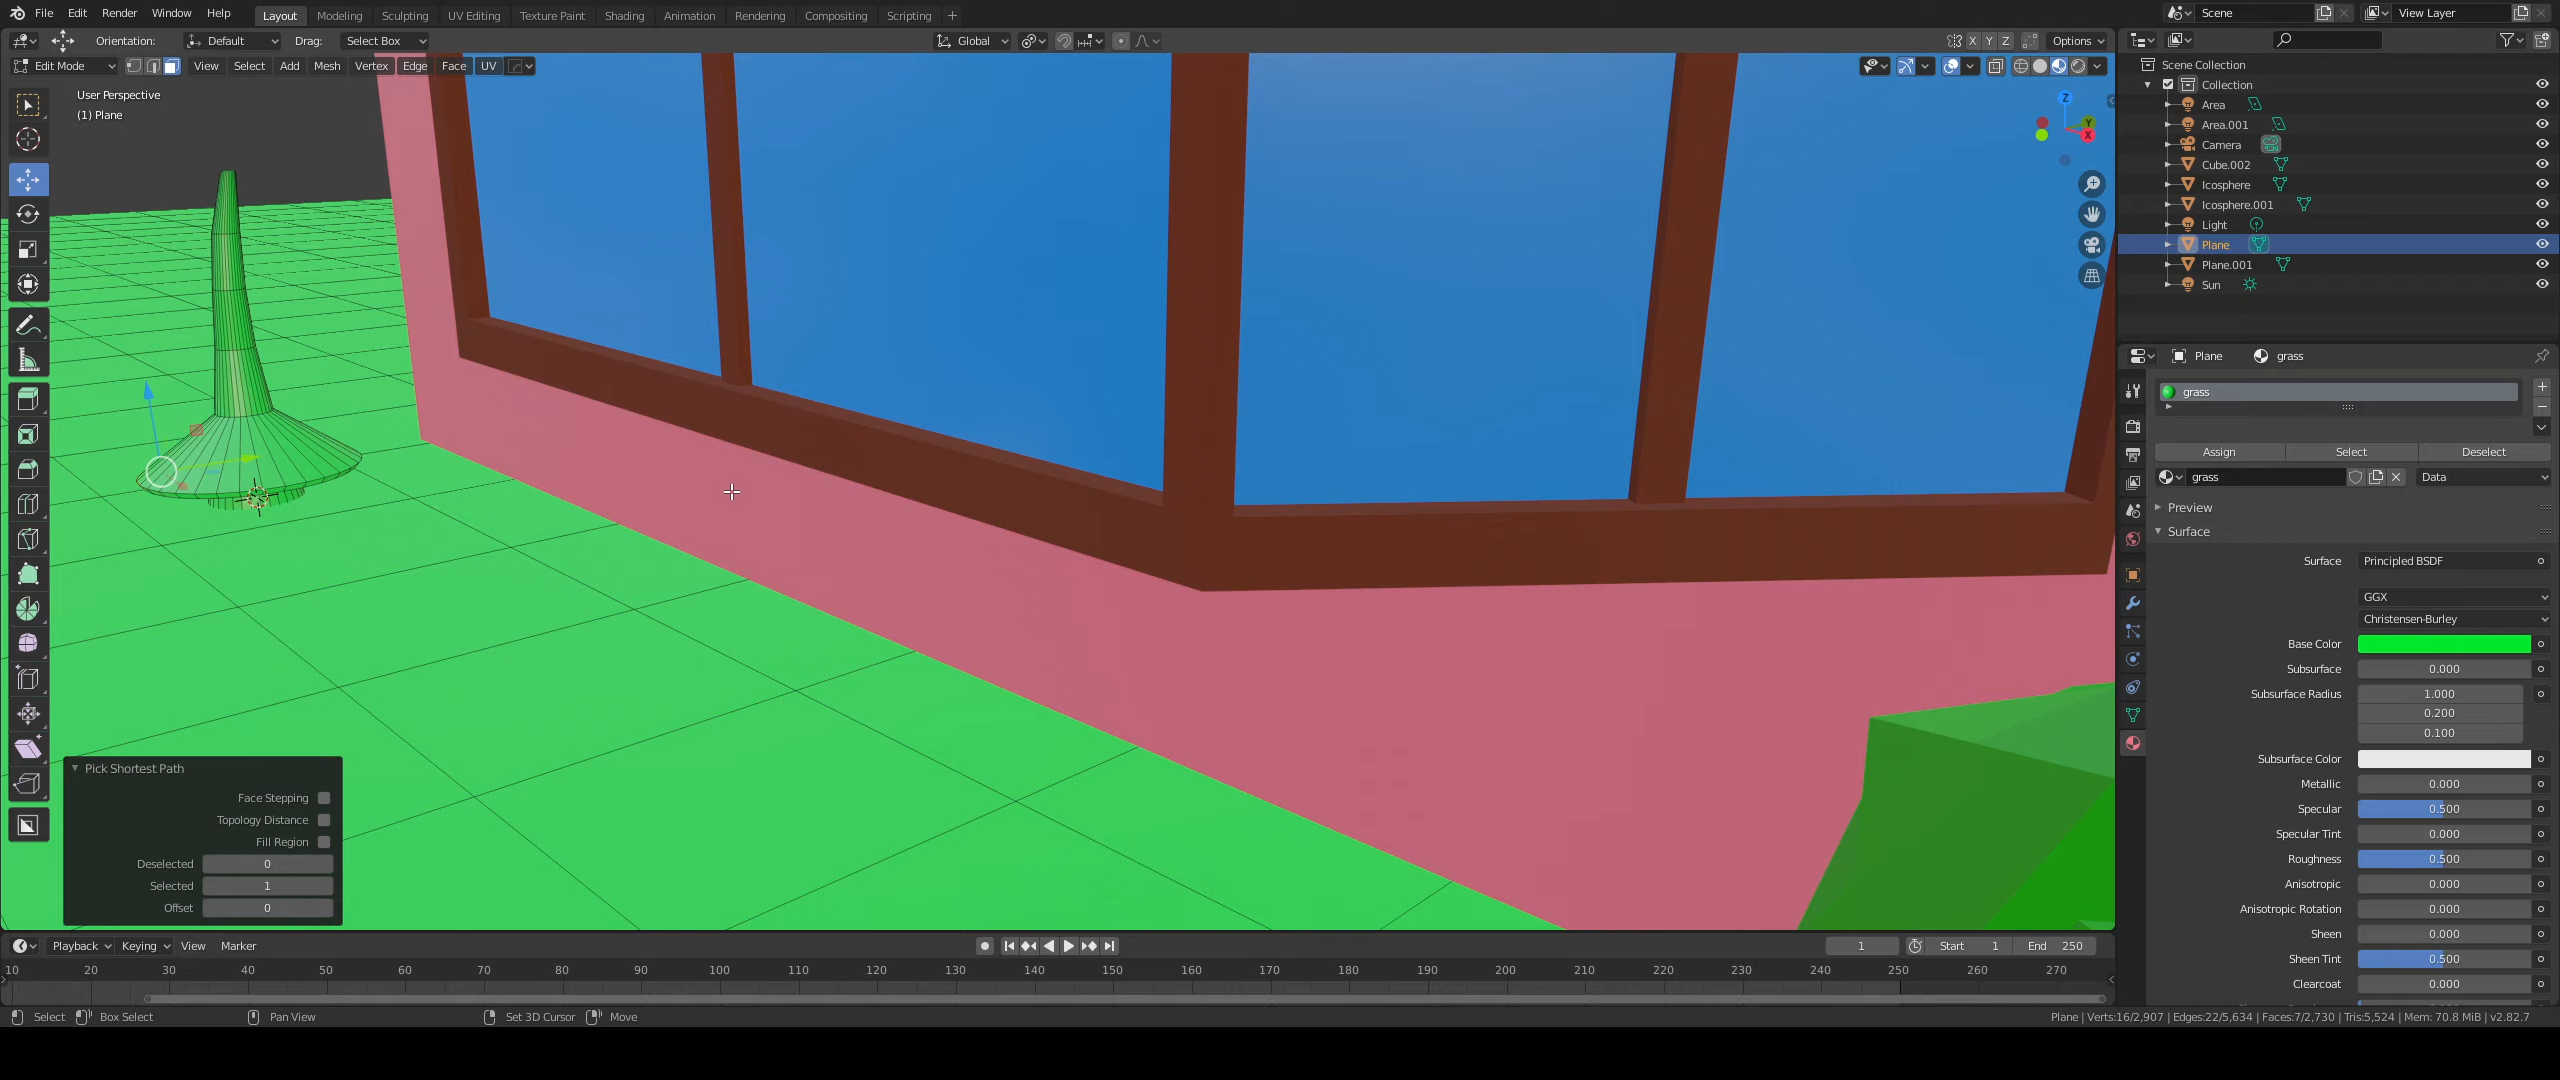 File Edit Render Window Help Layout Modeling Sculpting UV Editing Texture Paint Shading Animation Rendering Compositing Scripting + Scene View Layer
Orientation: Default Drag: Select Box Global X Y Z Options
Edit Mode View Select Add Mesh Vertex Edge Face UV
User Perspective
(1) Plane
Z
Y
X
Scene Collection
Collection
Area
Area.001
Camera
Cube.002
Icosphere
Icosphere.001
Light
Plane
Plane.001
Sun
Plane grass
grass
Assign Select Deselect
grass Data
Preview
Surface
Surface Principled BSDF
GGX
Christensen-Burley
Base Color
Subsurface 0.000
Subsurface Radius 1.000
0.200
0.100
Subsurface Color
Metallic 0.000
Specular 0.500
Specular Tint 0.000
Roughness 0.500
Anisotropic 0.000
Anisotropic Rotation 0.000
Sheen 0.000
Sheen Tint 0.500
Clearcoat 0.000
Pick Shortest Path
Face Stepping
Topology Distance
Fill Region
Deselected 0
Selected 1
Offset 0
Playback Keying View Marker 1 Start 1 End 250
10 20 30 40 50 60 70 80 90 100 110 120 130 140 150 160 170 180 190 200 210 220 230 240 250 260 270
Select Box Select Pan View Set 3D Cursor Move Plane | Verts:16/2,907 | Edges:22/5,634 | Faces:7/2,730 | Tris:5,524 | Mem: 70.8 MiB | v2.82.7